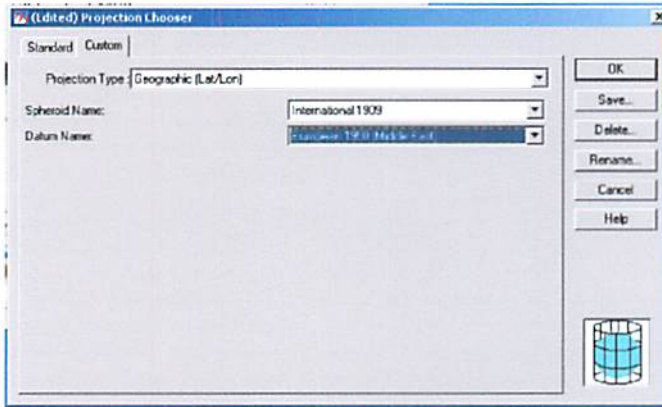 (Edited) Projection Chooser
Standard Custom
Projection Type: Geographic (Lat/Lon)
Spheroid Name: International 1909
Datum Name: European 1950 Middle East
OK
Save...
Delete...
Rename...
Cancel
Help